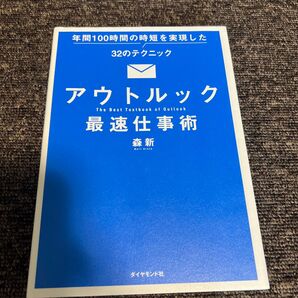 年間100時間の時短を実現した
32のテクニック
アウトルック
The Best Textbook of Outlook
最速仕事術
森 新
Mori Arata
ダイヤモンド社